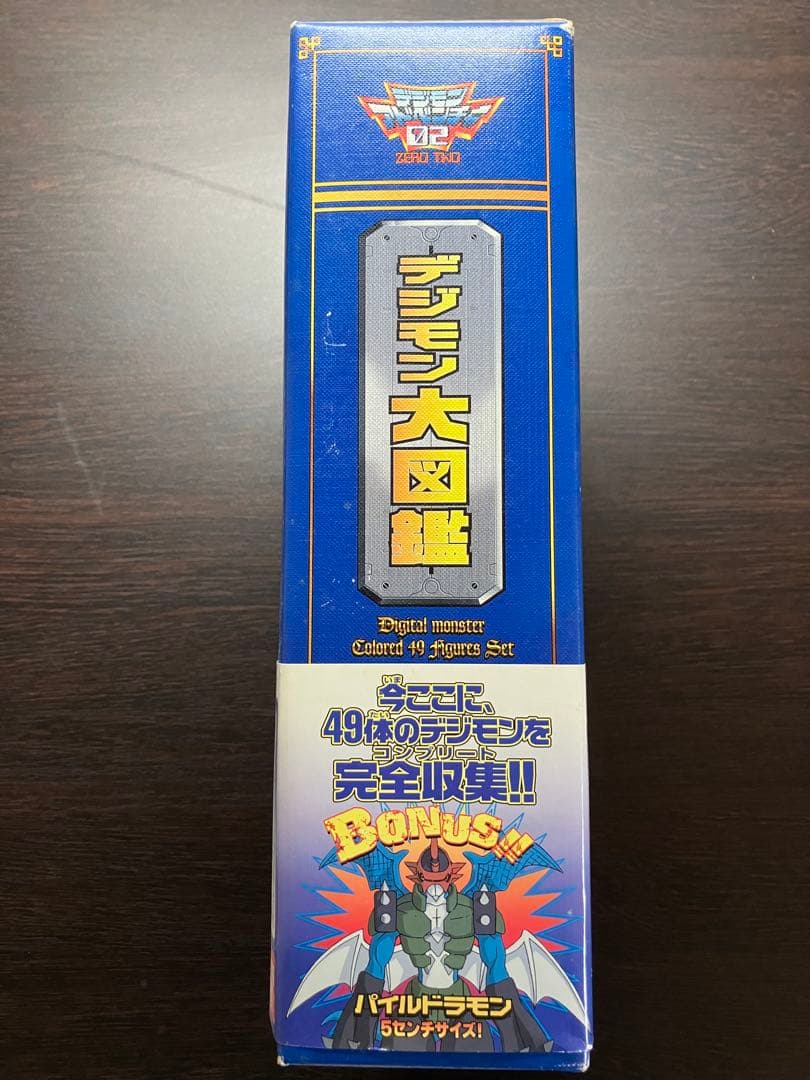 デジモン
アドベンチャー
02
ZERO TWO
デジモン大図鑑
Digital monster
Colored 49 Figures Set
いま
今ここに、
たい
49体のデジモンを
コンプリート
完全収集!!
BONUS!!
パイルドラモン
5センチサイズ!